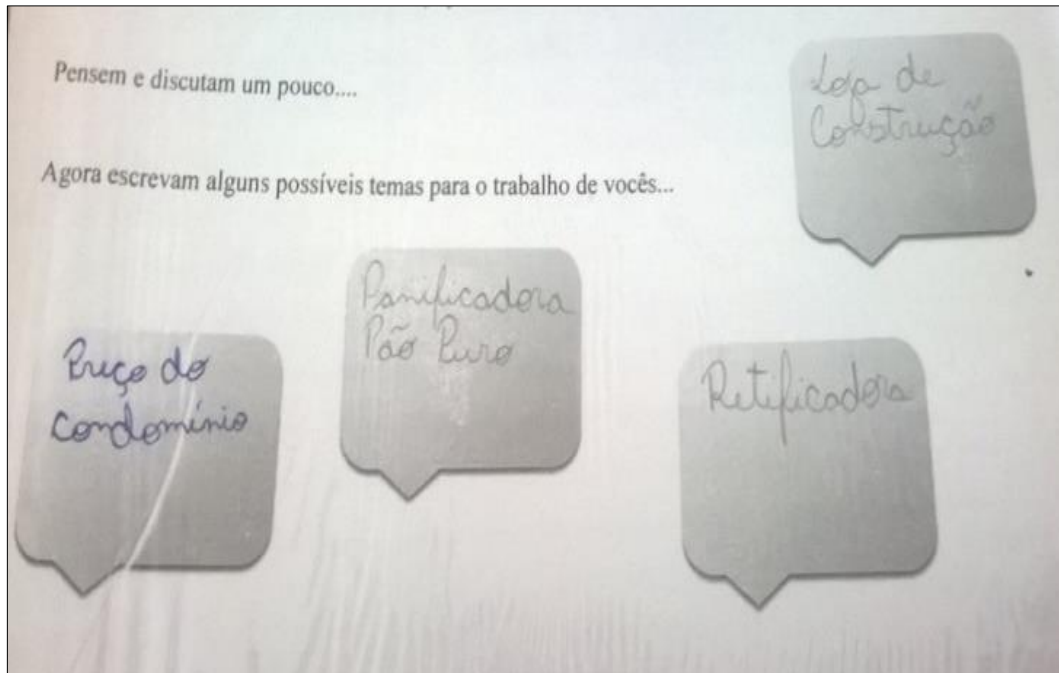 Pensem e discutam um pouco....
Loja de
Construção
Agora escrevam alguns possíveis temas para o trabalho de vocês...
Panificadora
Pão Puro
Preço do
condomínio
Retificadora